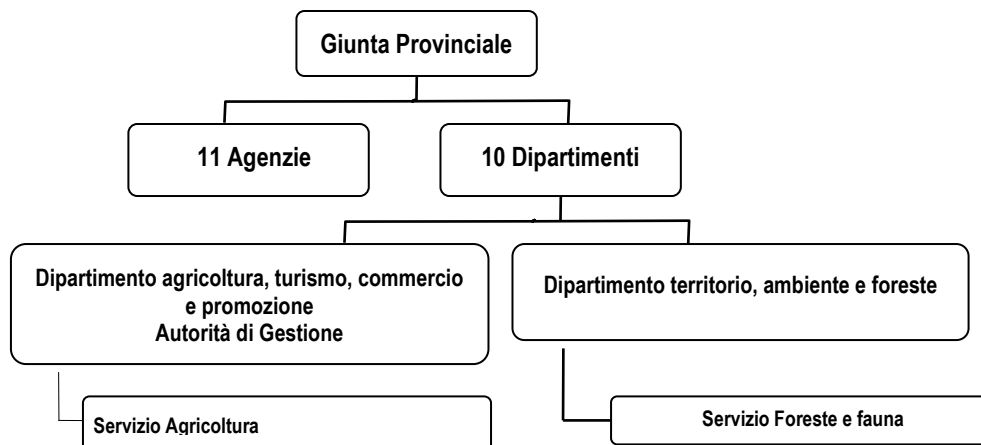 Giunta Provinciale
11 Agenzie
10 Dipartimenti
Dipartimento agricoltura, turismo, commercio
e promozione
Autorità di Gestione
Dipartimento territorio, ambiente e foreste
Servizio Agricoltura
Servizio Foreste e fauna